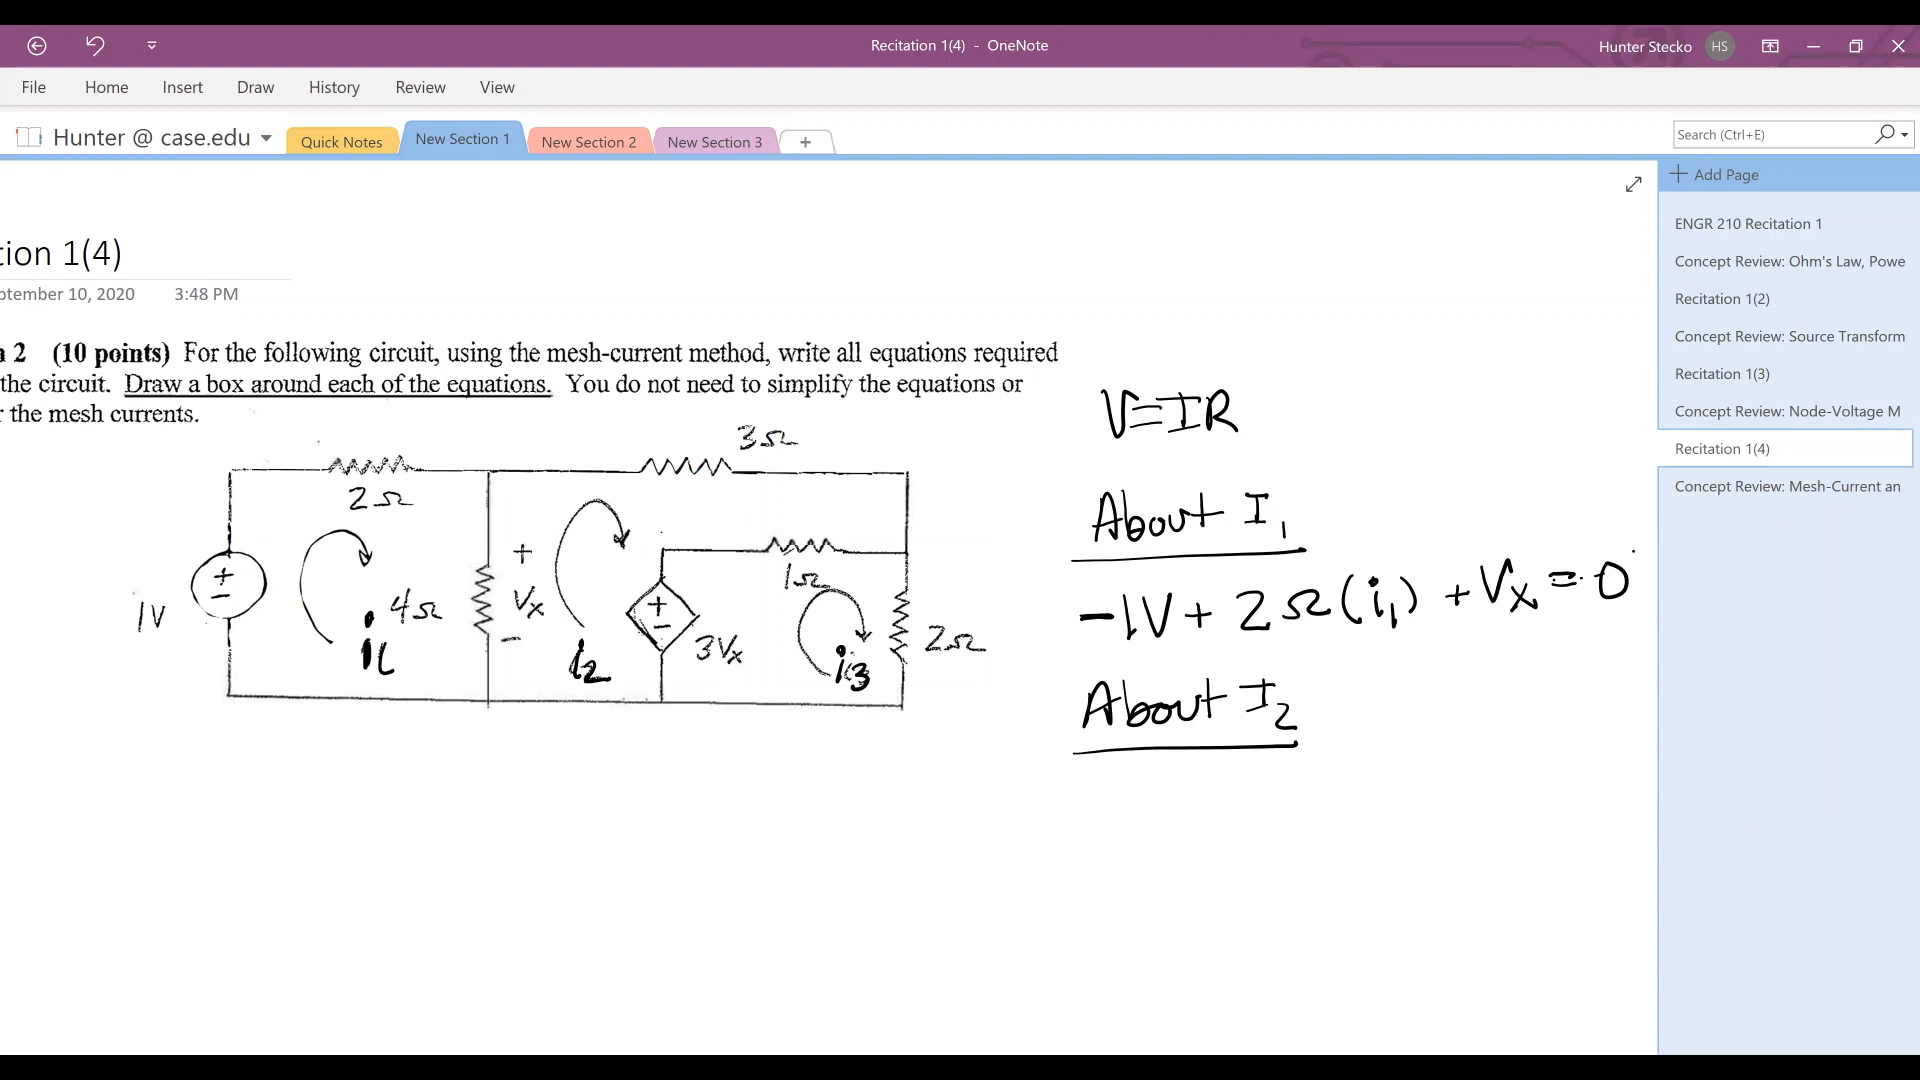 Recitation 1(4) - OneNote
Hunter Stecko HS
File Home Insert Draw History Review View
Hunter @ case.edu Quick Notes New Section 1 New Section 2 New Section 3 +
Search (Ctrl+E)
Add Page
ENGR 210 Recitation 1
Concept Review: Ohm's Law, Powe
Recitation 1(2)
Concept Review: Source Transform
Recitation 1(3)
Concept Review: Node-Voltage M
Recitation 1(4)
Concept Review: Mesh-Current an
tion 1(4)
ptember 10, 2020 3:48 PM
n 2 (10 points) For the following circuit, using the mesh-current method, write all equations required
the circuit. Draw a box around each of the equations. You do not need to simplify the equations or
r the mesh currents.
3Ω
2Ω
1Ω
+
-
1V
4Ω
+
Vx
-
+
-
3Vx
2Ω
i1
i2
i3
V=IR
About I₁
-1V + 2Ω(i₁) + Vx = 0
About I₂